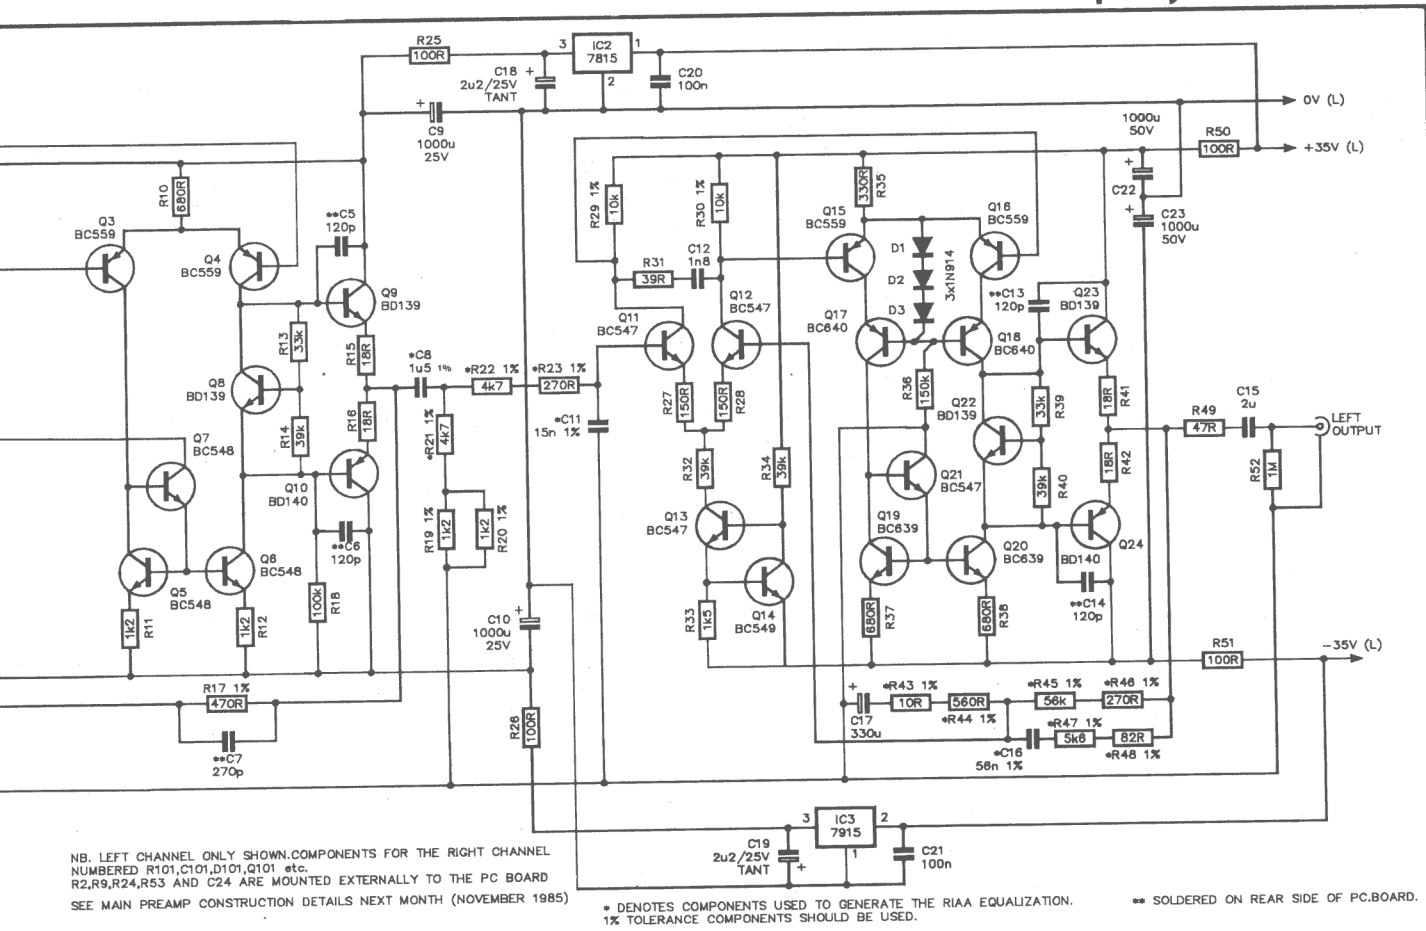 R25
100R
3
IC2
7815
1
2
C18
+
2u2/25V
TANT
C20
100n
+
C9
1000u
25V
0V (L)
1000u
50V
R50
100R
+35V (L)
+
C22
+
C23
1000u
50V
R10
680R
**C5
120p
Q3
BC559
Q4
BC559
Q9
BD139
R13
33k
R15
18R
Q8
BD139
R14
39k
R16
18R
Q7
BC548
Q10
BD140
**C6
120p
R18
100k
Q5
BC548
Q6
BC548
R11
1k2
R12
1k2
R17 1%
470R
**C7
270p
*C8
1u5 1%
*R22 1%
4k7
*R23 1%
270R
*R21 1%
4k7
R19 1%
1k2
R20 1%
1k2
*C11
15n 1%
+
C10
1000u
25V
R26
100R
R29 1%
10k
R30 1%
10k
R31
39R
C12
1n8
Q11
BC547
Q12
BC547
R27
150R
R28
150R
R32
39k
R34
39k
Q13
BC547
Q14
BC549
R33
1k5
R35
330R
Q15
BC559
Q16
BC559
D1
D2
D3
3x1N914
Q17
BC640
Q18
BC640
**C13
120p
Q23
BD139
R36
150k
Q22
BD139
R39
33k
R41
18R
R42
18R
R40
39k
Q21
BC547
Q19
BC639
Q20
BC639
Q24
BD140
**C14
120p
R37
680R
R38
680R
R49
47R
C15
2u
LEFT
OUTPUT
R52
1M
R51
100R
-35V (L)
+
C17
330u
*R43 1%
10R
560R
*R44 1%
*R45 1%
56k
*R46 1%
270R
*C16
56n 1%
*R47 1%
5k6
82R
*R48 1%
3
IC3
7915
2
1
C19
2u2/25V
TANT
+
C21
100n
NB. LEFT CHANNEL ONLY SHOWN.COMPONENTS FOR THE RIGHT CHANNEL
NUMBERED R101,C101,D101,Q101 etc.
R2,R9,R24,R53 AND C24 ARE MOUNTED EXTERNALLY TO THE PC BOARD
SEE MAIN PREAMP CONSTRUCTION DETAILS NEXT MONTH (NOVEMBER 1985)
* DENOTES COMPONENTS USED TO GENERATE THE RIAA EQUALIZATION.
1% TOLERANCE COMPONENTS SHOULD BE USED.
** SOLDERED ON REAR SIDE OF PC.BOARD.